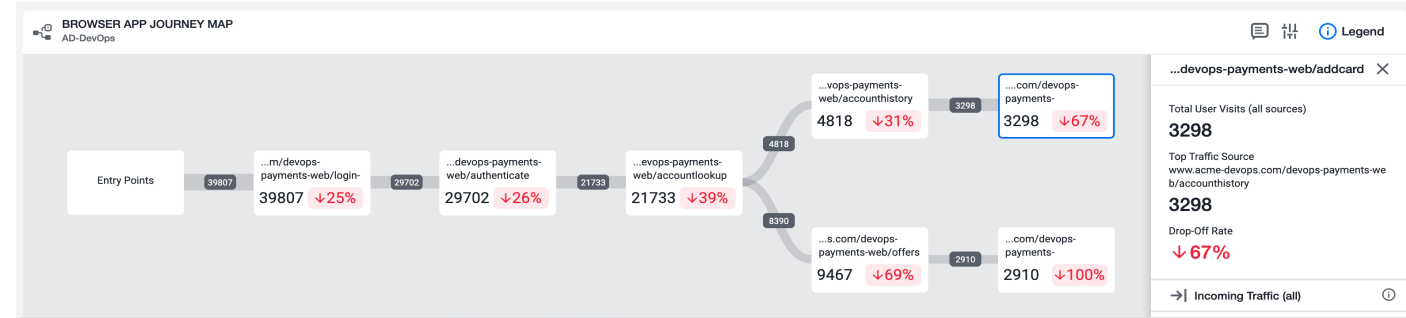 BROWSER APP JOURNEY MAP
AD-DevOps
Legend
Entry Points
39807
...m/devops-
payments-web/login-
39807 ↓25%
29702
...devops-payments-
web/authenticate
29702 ↓26%
21733
...evops-payments-
web/accountlookup
21733 ↓39%
4818
...vops-payments-
web/accounthistory
4818 ↓31%
3298
....com/devops-
payments-
3298 ↓67%
8390
...s.com/devops-
payments-web/offers
9467 ↓69%
2910
...com/devops-
payments-
2910 ↓100%
...devops-payments-web/addcard
Total User Visits (all sources)
3298
Top Traffic Source
www.acme-devops.com/devops-payments-we
b/accounthistory
3298
Drop-Off Rate
↓67%
Incoming Traffic (all)